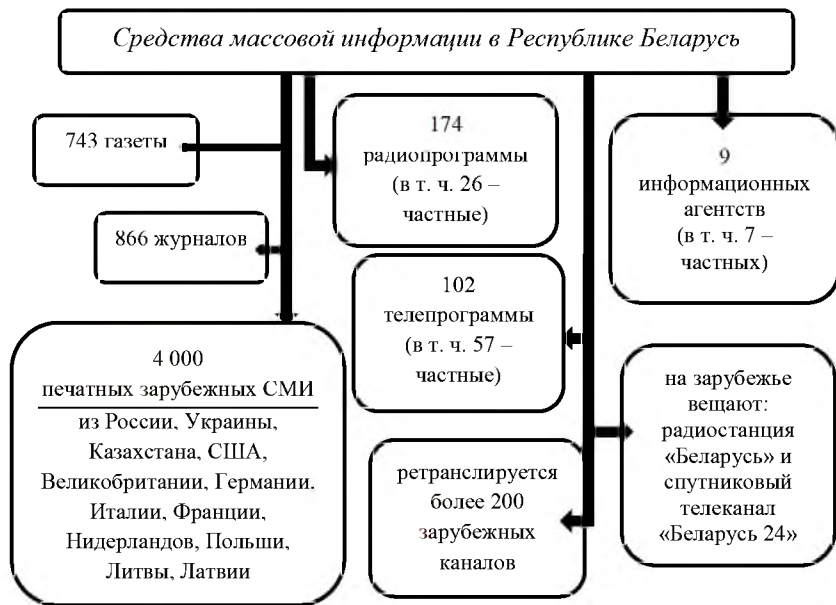 Средства массовой информации в Республике Беларусь
743 газеты
866 журналов
4 000
печатных зарубежных СМИ
из России, Украины,
Казахстана, США,
Великобритании, Германии,
Италии, Франции,
Нидерландов, Польши,
Литвы, Латвии
174
радиопрограммы
(в т. ч. 26 –
частные)
102
телепрограммы
(в т. ч. 57 –
частные)
ретранслируется
более 200
зарубежных
каналов
9
информационных
агентств
(в т. ч. 7 –
частных)
на зарубежье
вещают:
радиостанция
«Беларусь» и
спутниковый
телеканал
«Беларусь 24»